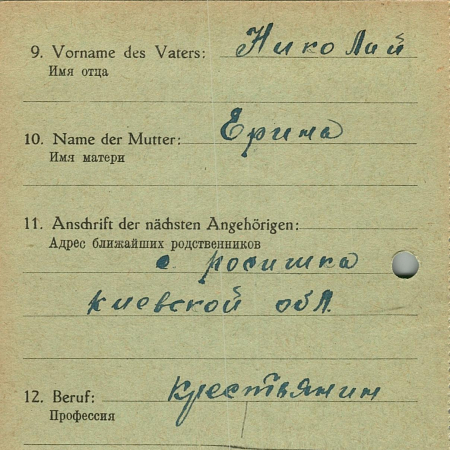 9. Vorname des Vaters: Николай
Имя отца
10. Name der Mutter: Ерина
Имя матери
11. Anschrift der nächsten Angehörigen:
Адрес ближайших родственников
с росишка
киевской обл.
12. Beruf: Крестьянин
Профессия